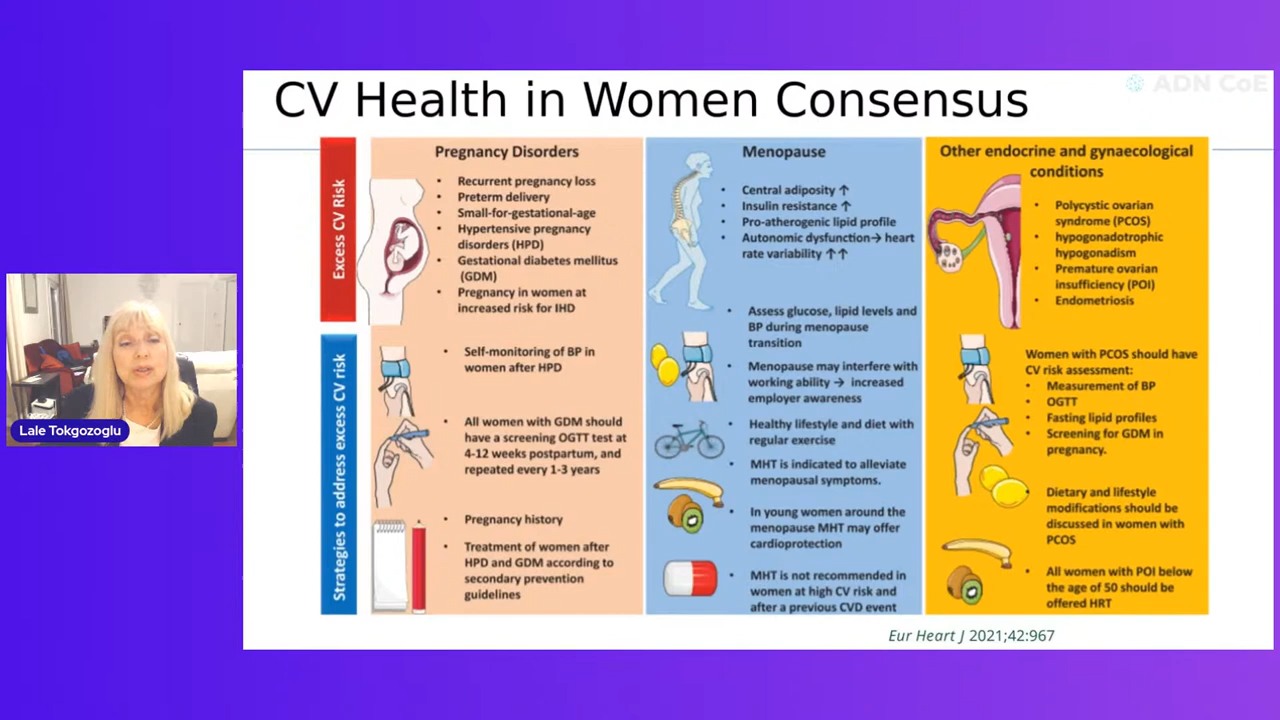 ADN CoE
CV Health in Women Consensus
Excess CV Risk
Pregnancy Disorders
• Recurrent pregnancy loss
• Preterm delivery
• Small-for-gestational-age
• Hypertensive pregnancy
disorders (HPD)
• Gestational diabetes mellitus
(GDM)
• Pregnancy in women at
increased risk for IHD
Menopause
• Central adiposity ↑
• Insulin resistance ↑
• Pro-atherogenic lipid profile
• Autonomic dysfunction→ heart
rate variability ↑↑
Other endocrine and gynaecological
conditions
• Polycystic ovarian
syndrome (PCOS)
• hypogonadotrophic
hypogonadism
• Premature ovarian
insufficiency (POI)
• Endometriosis
Strategies to address excess CV risk
• Self-monitoring of BP in
women after HPD
• All women with GDM should
have a screening OGTT test at
4-12 weeks postpartum, and
repeated every 1-3 years
• Pregnancy history
• Treatment of women after
HPD and GDM according to
secondary prevention
guidelines
• Assess glucose, lipid levels and
BP during menopause
transition
• Menopause may interfere with
working ability → increased
employer awareness
• Healthy lifestyle and diet with
regular exercise
• MHT is indicated to alleviate
menopausal symptoms.
• In young women around the
menopause MHT may offer
cardioprotection
• MHT is not recommended in
women at high CV risk and
after a previous CVD event
Women with PCOS should have
CV risk assessment:
• Measurement of BP
• OGTT
• Fasting lipid profiles
• Screening for GDM in
pregnancy.
• Dietary and lifestyle
modifications should be
discussed in women with
PCOS
• All women with POI below
the age of 50 should be
offered HRT
Eur Heart J 2021;42:967
Lale Tokgozoglu